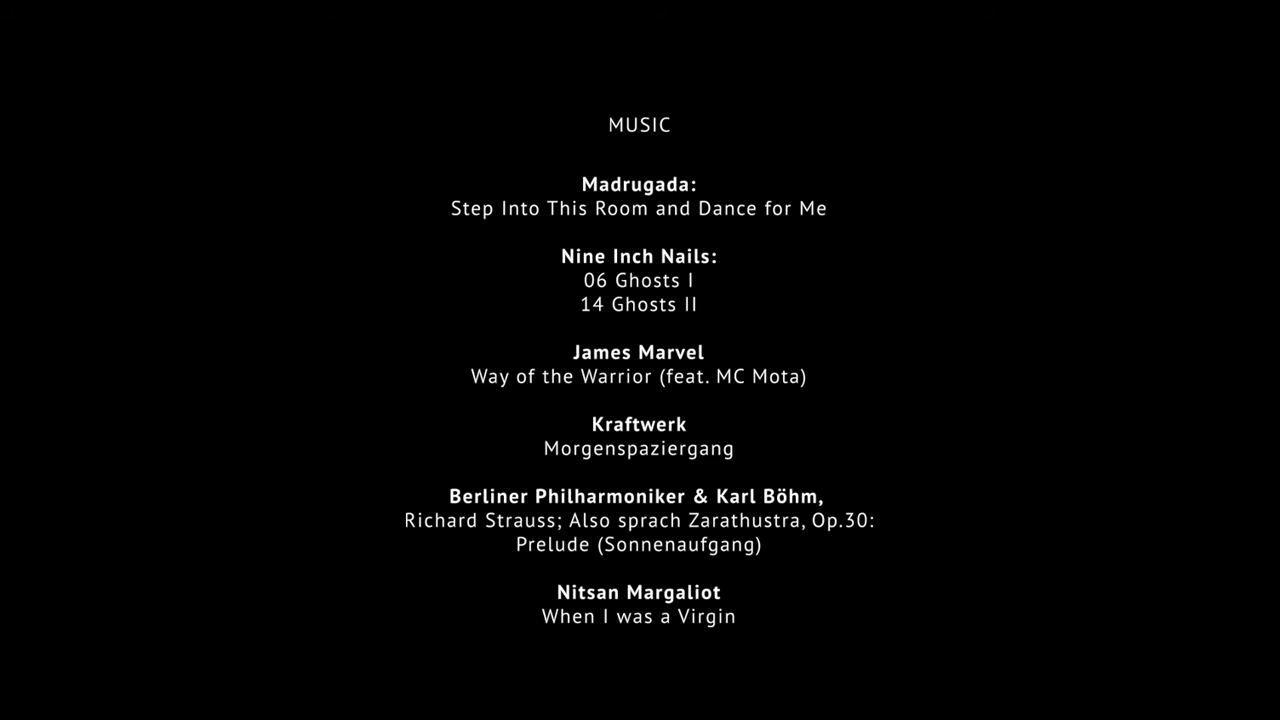 MUSIC
Madrugada:
Step Into This Room and Dance for Me
Nine Inch Nails:
06 Ghosts I
14 Ghosts II
James Marvel
Way of the Warrior (feat. MC Mota)
Kraftwerk
Morgenspaziergang
Berliner Philharmoniker & Karl Böhm,
Richard Strauss; Also sprach Zarathustra, Op.30:
Prelude (Sonnenaufgang)
Nitsan Margaliot
When I was a Virgin